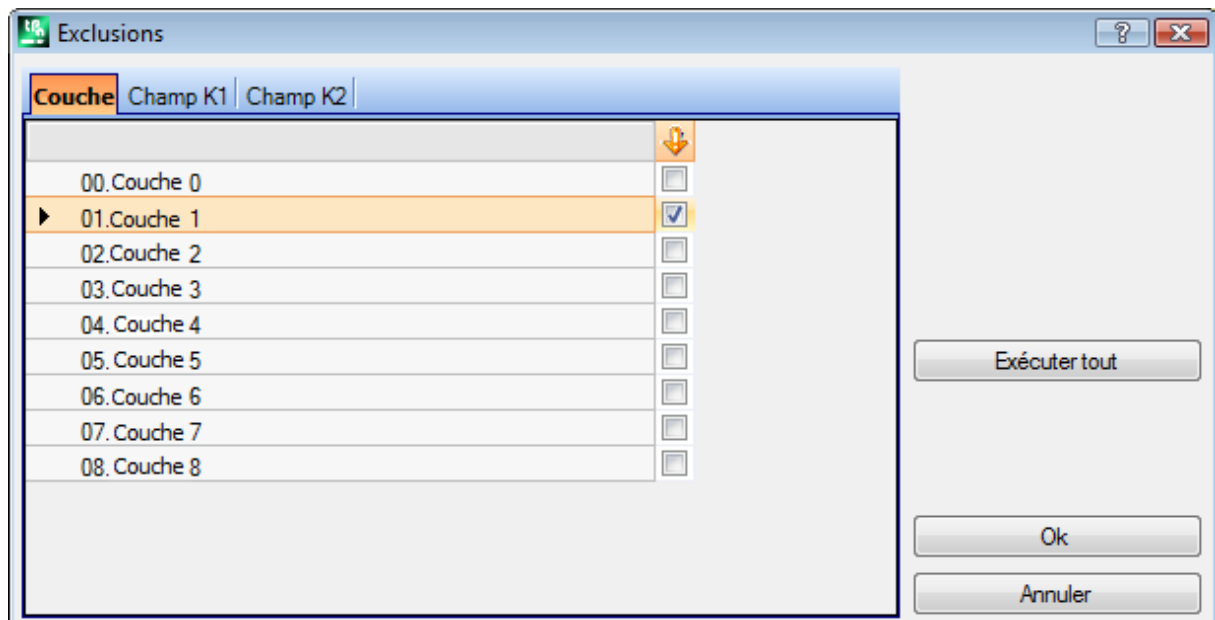 Exclusions
Couche Champ K1 Champ K2
00.Couche 0
01.Couche 1
02.Couche 2
03.Couche 3
04. Couche 4
05. Couche 5
06.Couche 6
07. Couche 7
08. Couche 8
Exécuter tout
Ok
Annuler